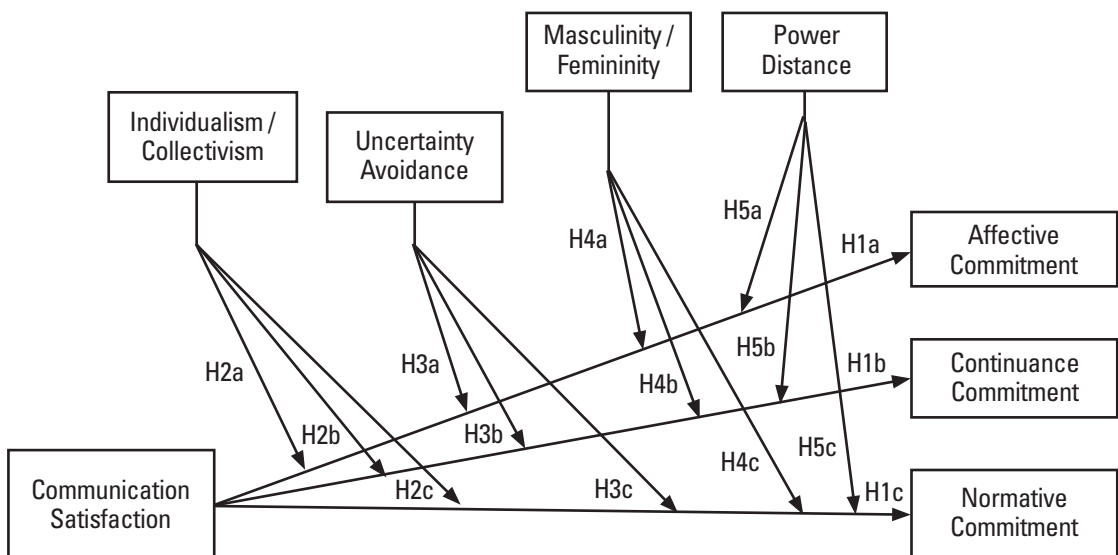 Masculinity /
Femininity
Power
Distance
Individualism /
Collectivism
Uncertainty
Avoidance
H5a
H4a
H1a
Affective
Commitment
H2a
H3a
H5b
H4b
H1b
Continuance
Commitment
H2b
H3b
H2c
H3c
H4c
H5c
H1c
Communication
Satisfaction
Normative
Commitment